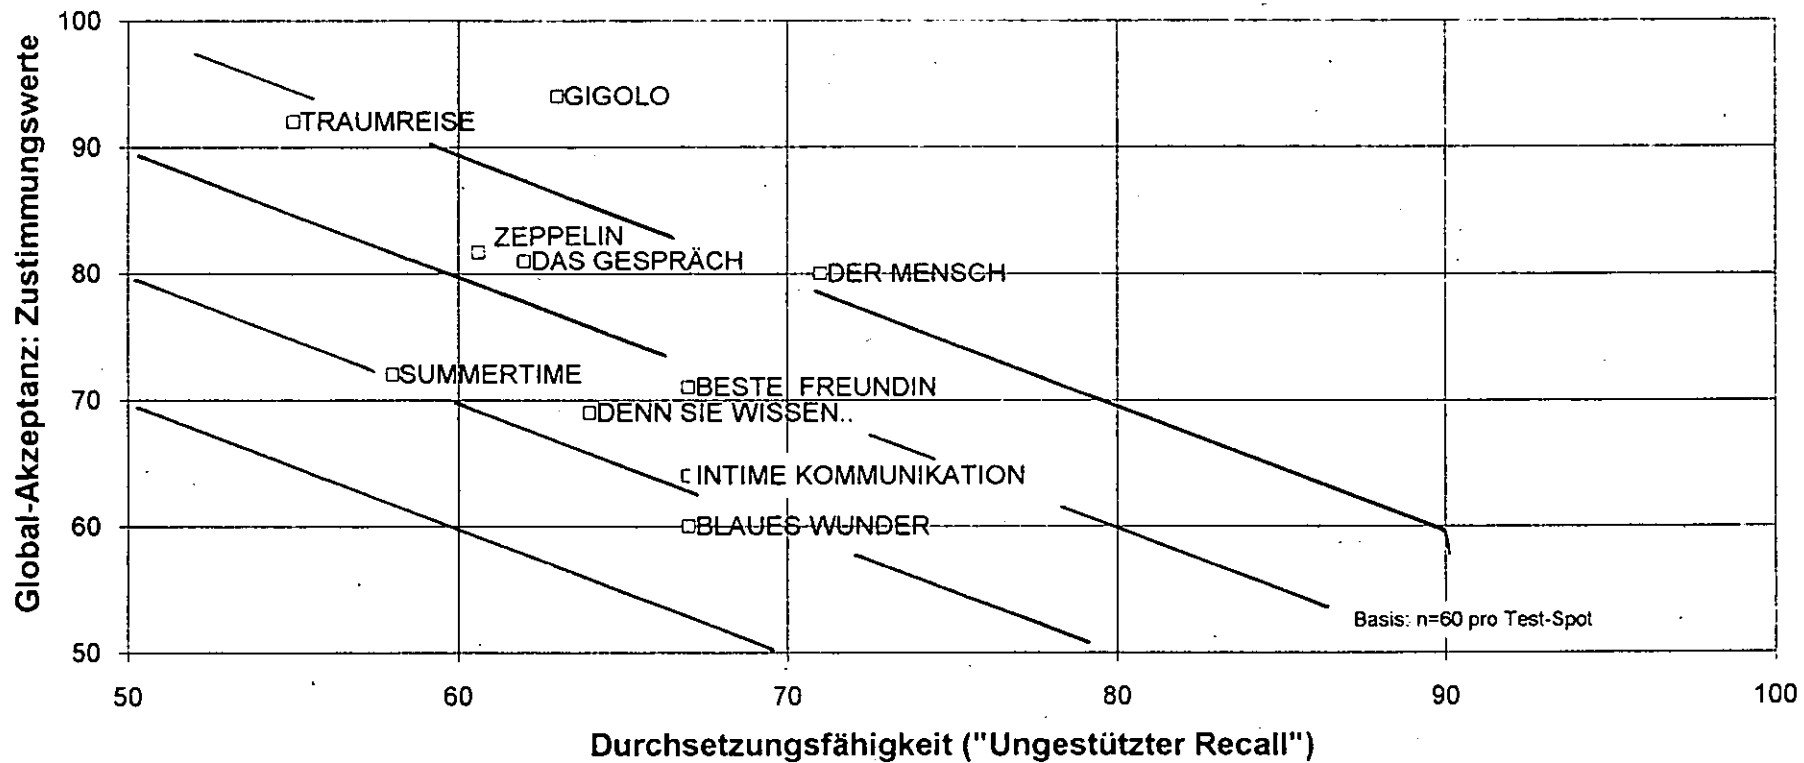 Global-Akzeptanz: Zustimmungswerte
100
90
80
70
60
50
GIGOLO
TRAUMREISE
ZEPPELIN
DAS GESPRÄCH
DER MENSCH
SUMMERTIME
BESTE FREUNDIN
DENN SIE WISSEN..
INTIME KOMMUNIKATION
BLAUES WUNDER
Basis: n=60 pro Test-Spot
50 60 70 80 90 100
Durchsetzungsfähigkeit ("Ungestützter Recall")